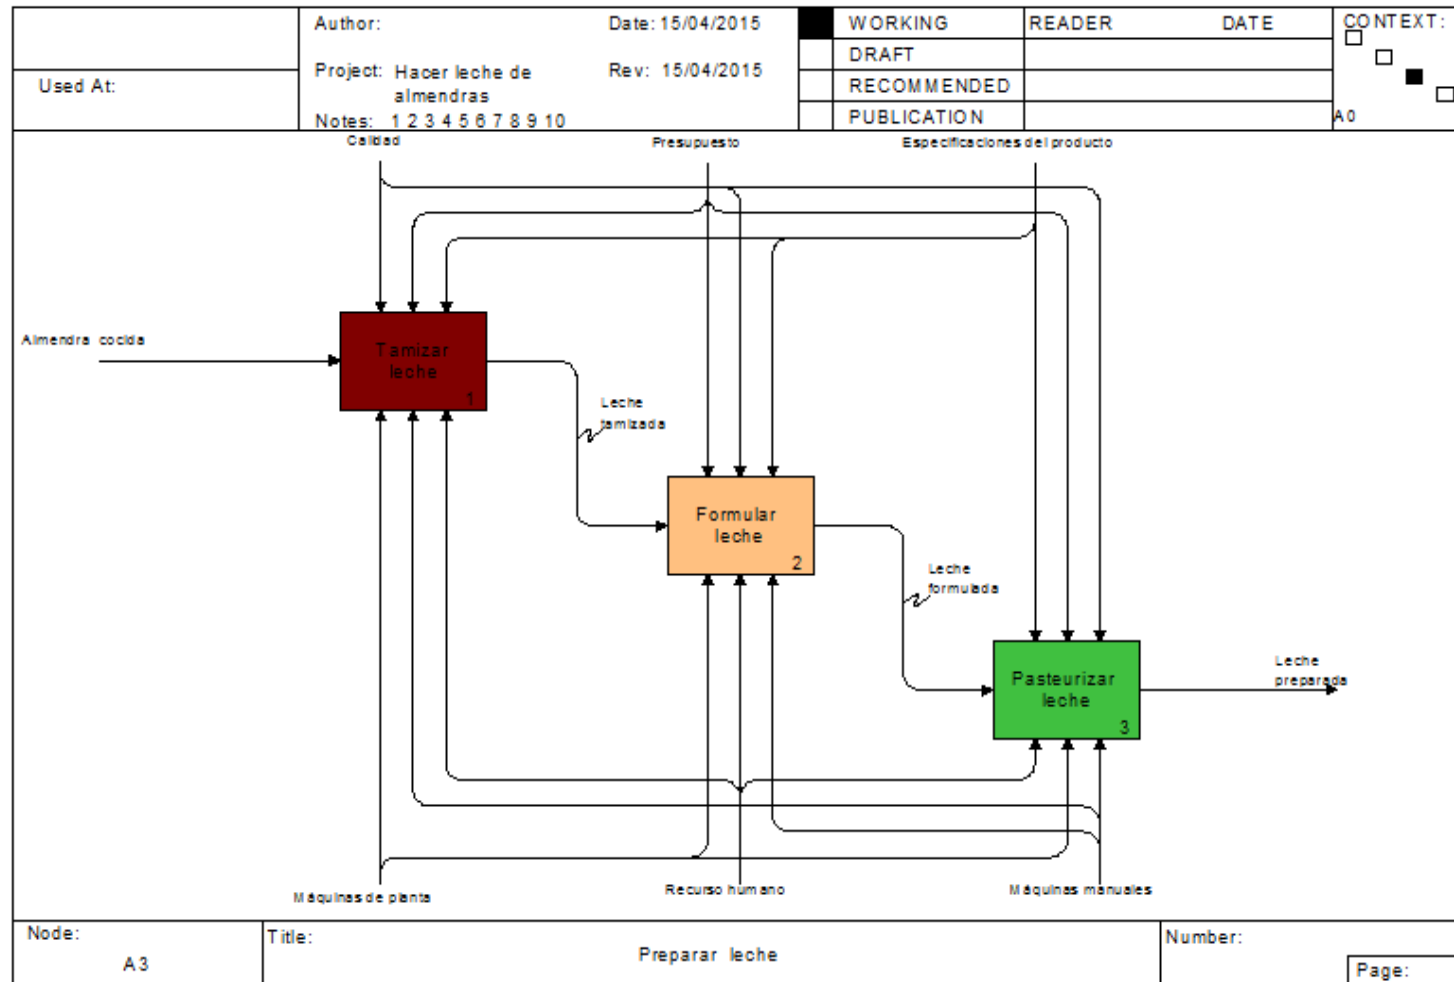 Used At:
Author:
Date: 15/04/2015
Project: Hacer leche de
almendras
Rev: 15/04/2015
Notes: 1 2 3 4 5 6 7 8 9 10
WORKING
DRAFT
RECOMMENDED
PUBLICATION
READER
DATE
CONTEXT:
A0
Calidad
Presupuesto
Especificaciones del producto
Almendra cocida
Tamizar
leche
1
Leche
tamizada
Formular
leche
2
Leche
formulada
Pasteurizar
leche
3
Leche
preparada
Máquinas de planta
Recurso humano
Máquinas manuales
Node:
A3
Title:
Preparar leche
Number:
Page: